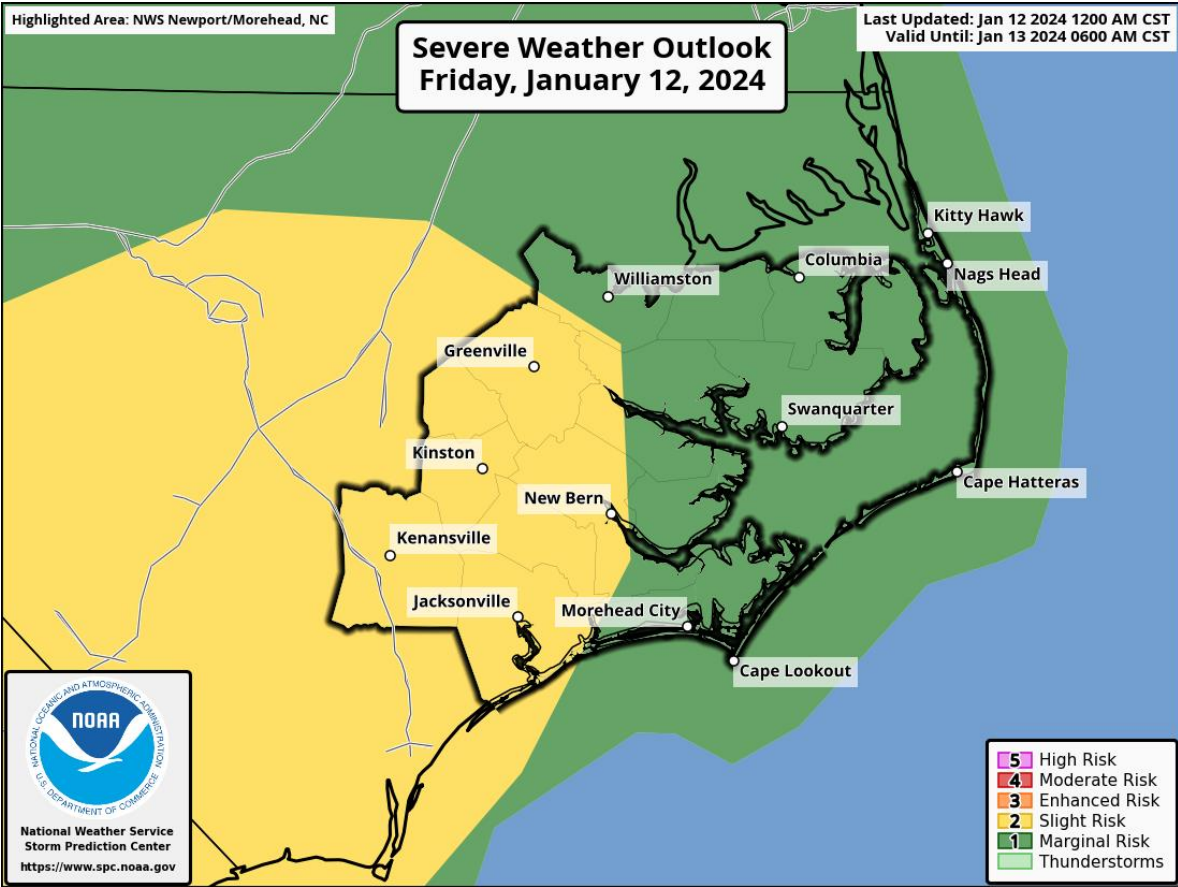 Highlighted Area: NWS Newport/Morehead, NC
Last Updated: Jan 12 2024 1200 AM CST
Valid Until: Jan 13 2024 0600 AM CST
Severe Weather Outlook
Friday, January 12, 2024
Kitty Hawk
Columbia
Nags Head
Williamston
Greenville
Swanquarter
Kinston
Cape Hatteras
New Bern
Kenansville
Jacksonville
Morehead City
Cape Lookout
NATIONAL OCEANIC AND ATMOSPHERIC ADMINISTRATION
NOAA
U.S. DEPARTMENT OF COMMERCE
National Weather Service
Storm Prediction Center
https://www.spc.noaa.gov
5 High Risk
4 Moderate Risk
3 Enhanced Risk
2 Slight Risk
1 Marginal Risk
Thunderstorms